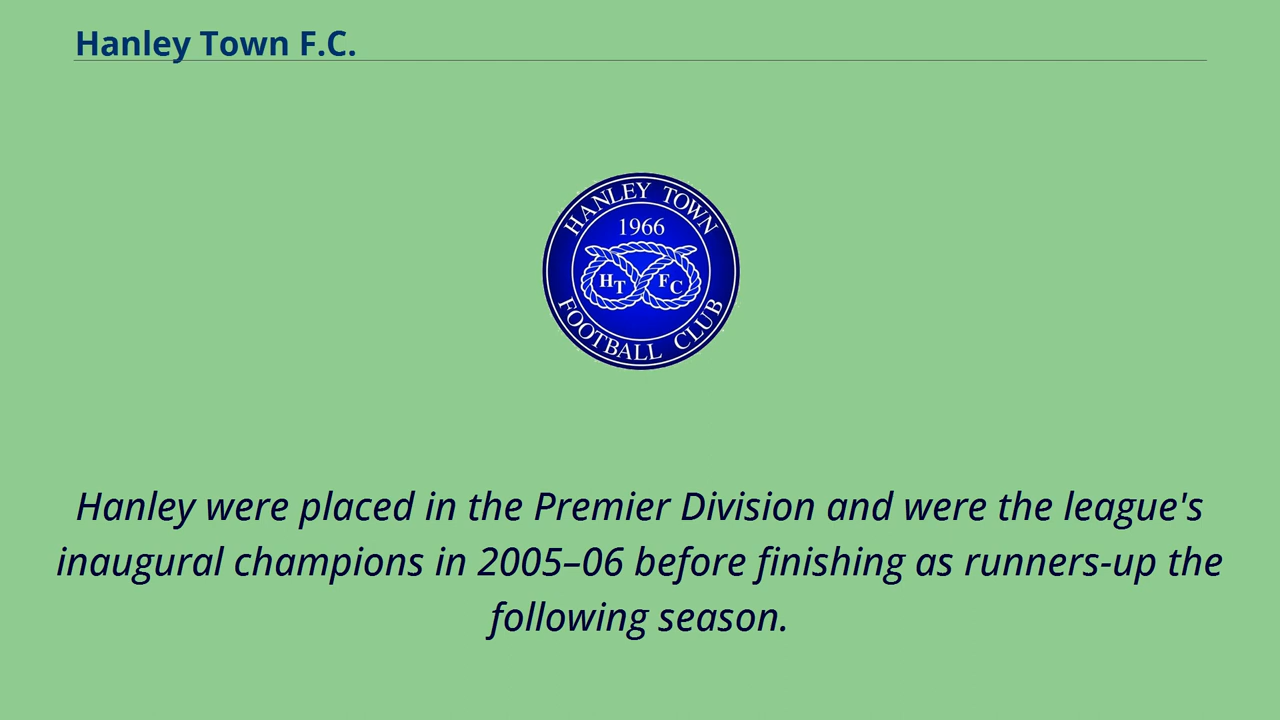 Hanley Town F.C.
HANLEY TOWN
1966
HT FC
FOOTBALL CLUB
Hanley were placed in the Premier Division and were the league's
inaugural champions in 2005–06 before finishing as runners-up the
following season.